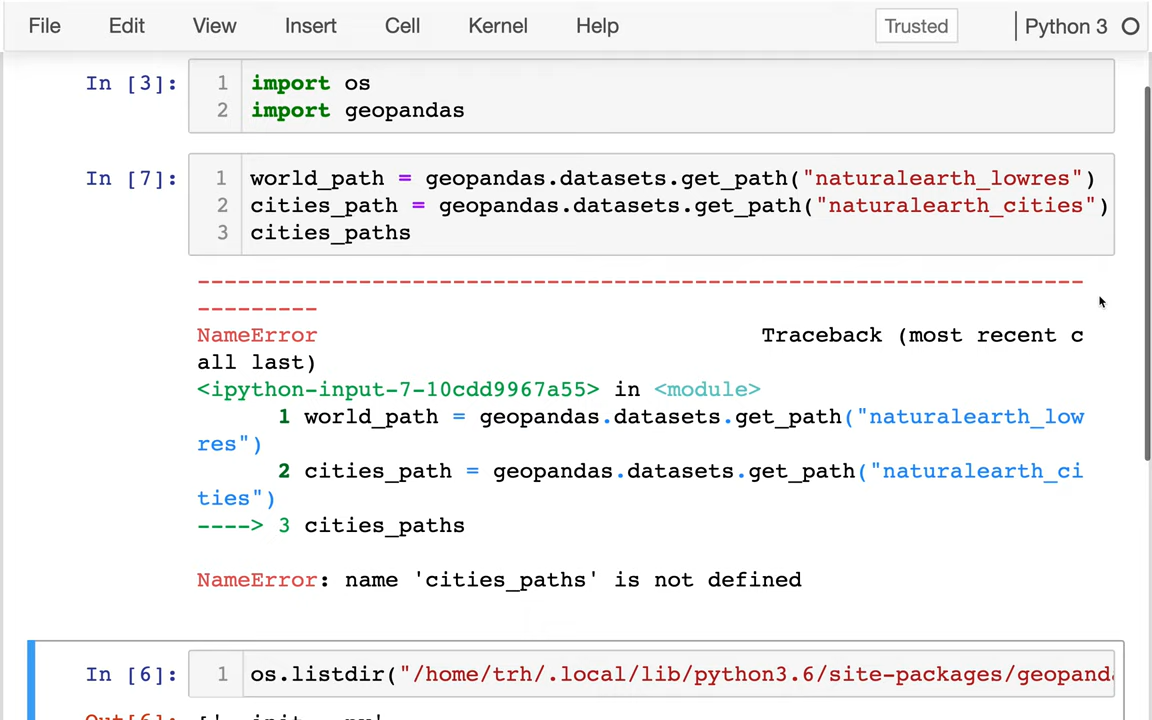 File Edit View Insert Cell Kernel Help Trusted Python 3
In [3]: 1 import os
2 import geopandas
In [7]: 1 world_path = geopandas.datasets.get_path("naturalearth_lowres")
2 cities_path = geopandas.datasets.get_path("naturalearth_cities")
3 cities_paths
------------------------------------------------------------------
---------
NameError Traceback (most recent c
all last)
<ipython-input-7-10cdd9967a55> in <module>
1 world_path = geopandas.datasets.get_path("naturalearth_low
res")
2 cities_path = geopandas.datasets.get_path("naturalearth_ci
ties")
----> 3 cities_paths
NameError: name 'cities_paths' is not defined
In [6]: 1 os.listdir("/home/trh/.local/lib/python3.6/site-packages/geopanda